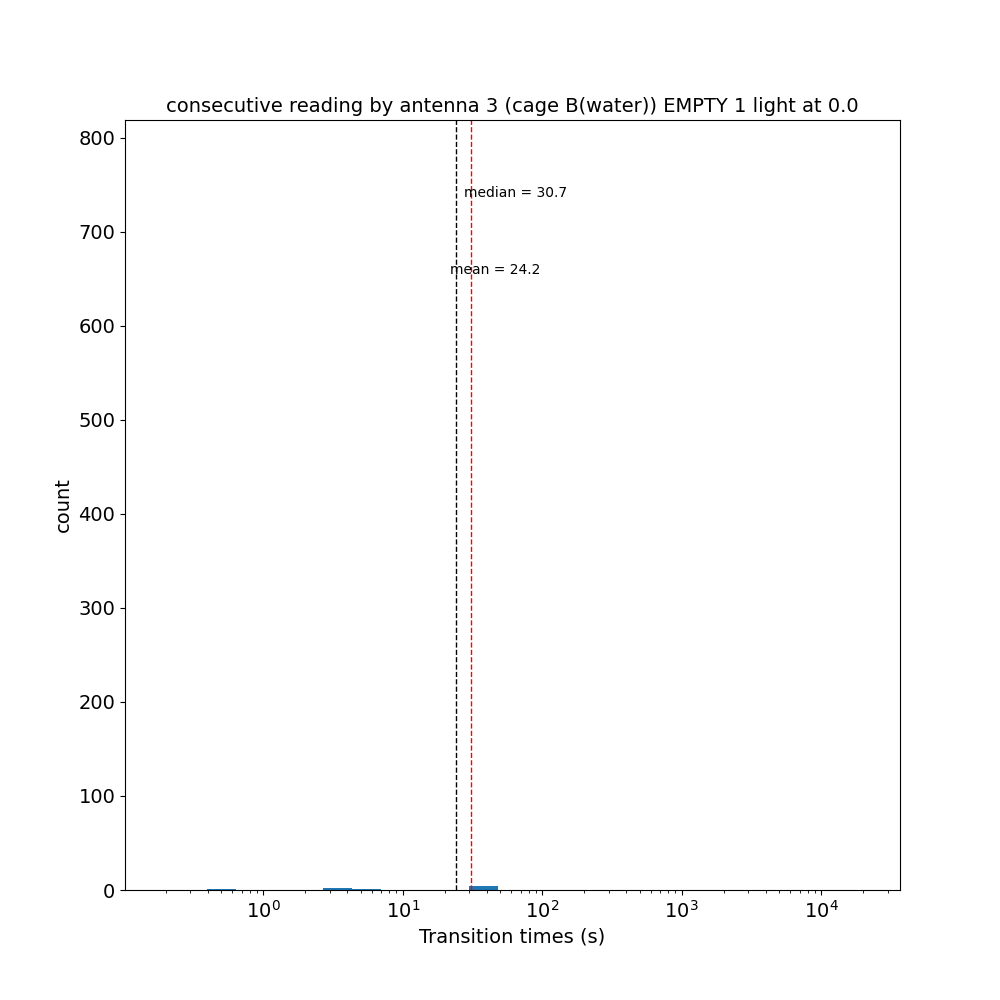 consecutive reading by antenna 3 (cage B(water)) EMPTY 1 light at 0.0
800
median = 30.7
700
mean = 24.2
600
500
count
400
300
200
100
0
10^0 10^1 10^2 10^3 10^4
Transition times (s)